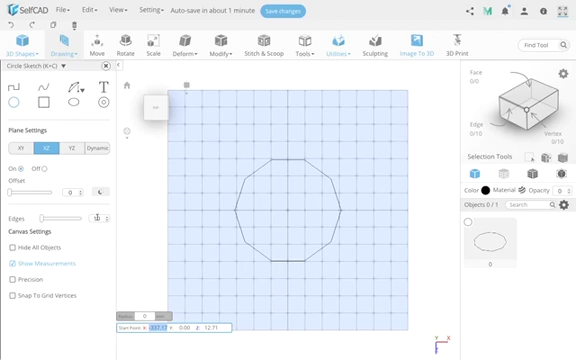 SelfCAD File Edit View Setting Auto-save in about 1 minute Save changes
3D Shapes Drawing Move Rotate Scale Deform Modify Stitch & Scoop Tools Utilities Sculpting Image To 3D 3D Print Find Tool
Circle Sketch (K+C)
Plane Settings
XY XZ YZ Dynamic
On Off
Offset
0
Edges
Canvas Settings
Hide All Objects
Show Measurements
Precision
Snap To Grid Vertices
Radius 0
Start Point X -337.17 Y 0.00 Z 12.71
X
Face
0/0
Edge
0/10
Vertex
0/10
Selection Tools
Color Material Opacity 0
Objects 0 / 1 Search
0